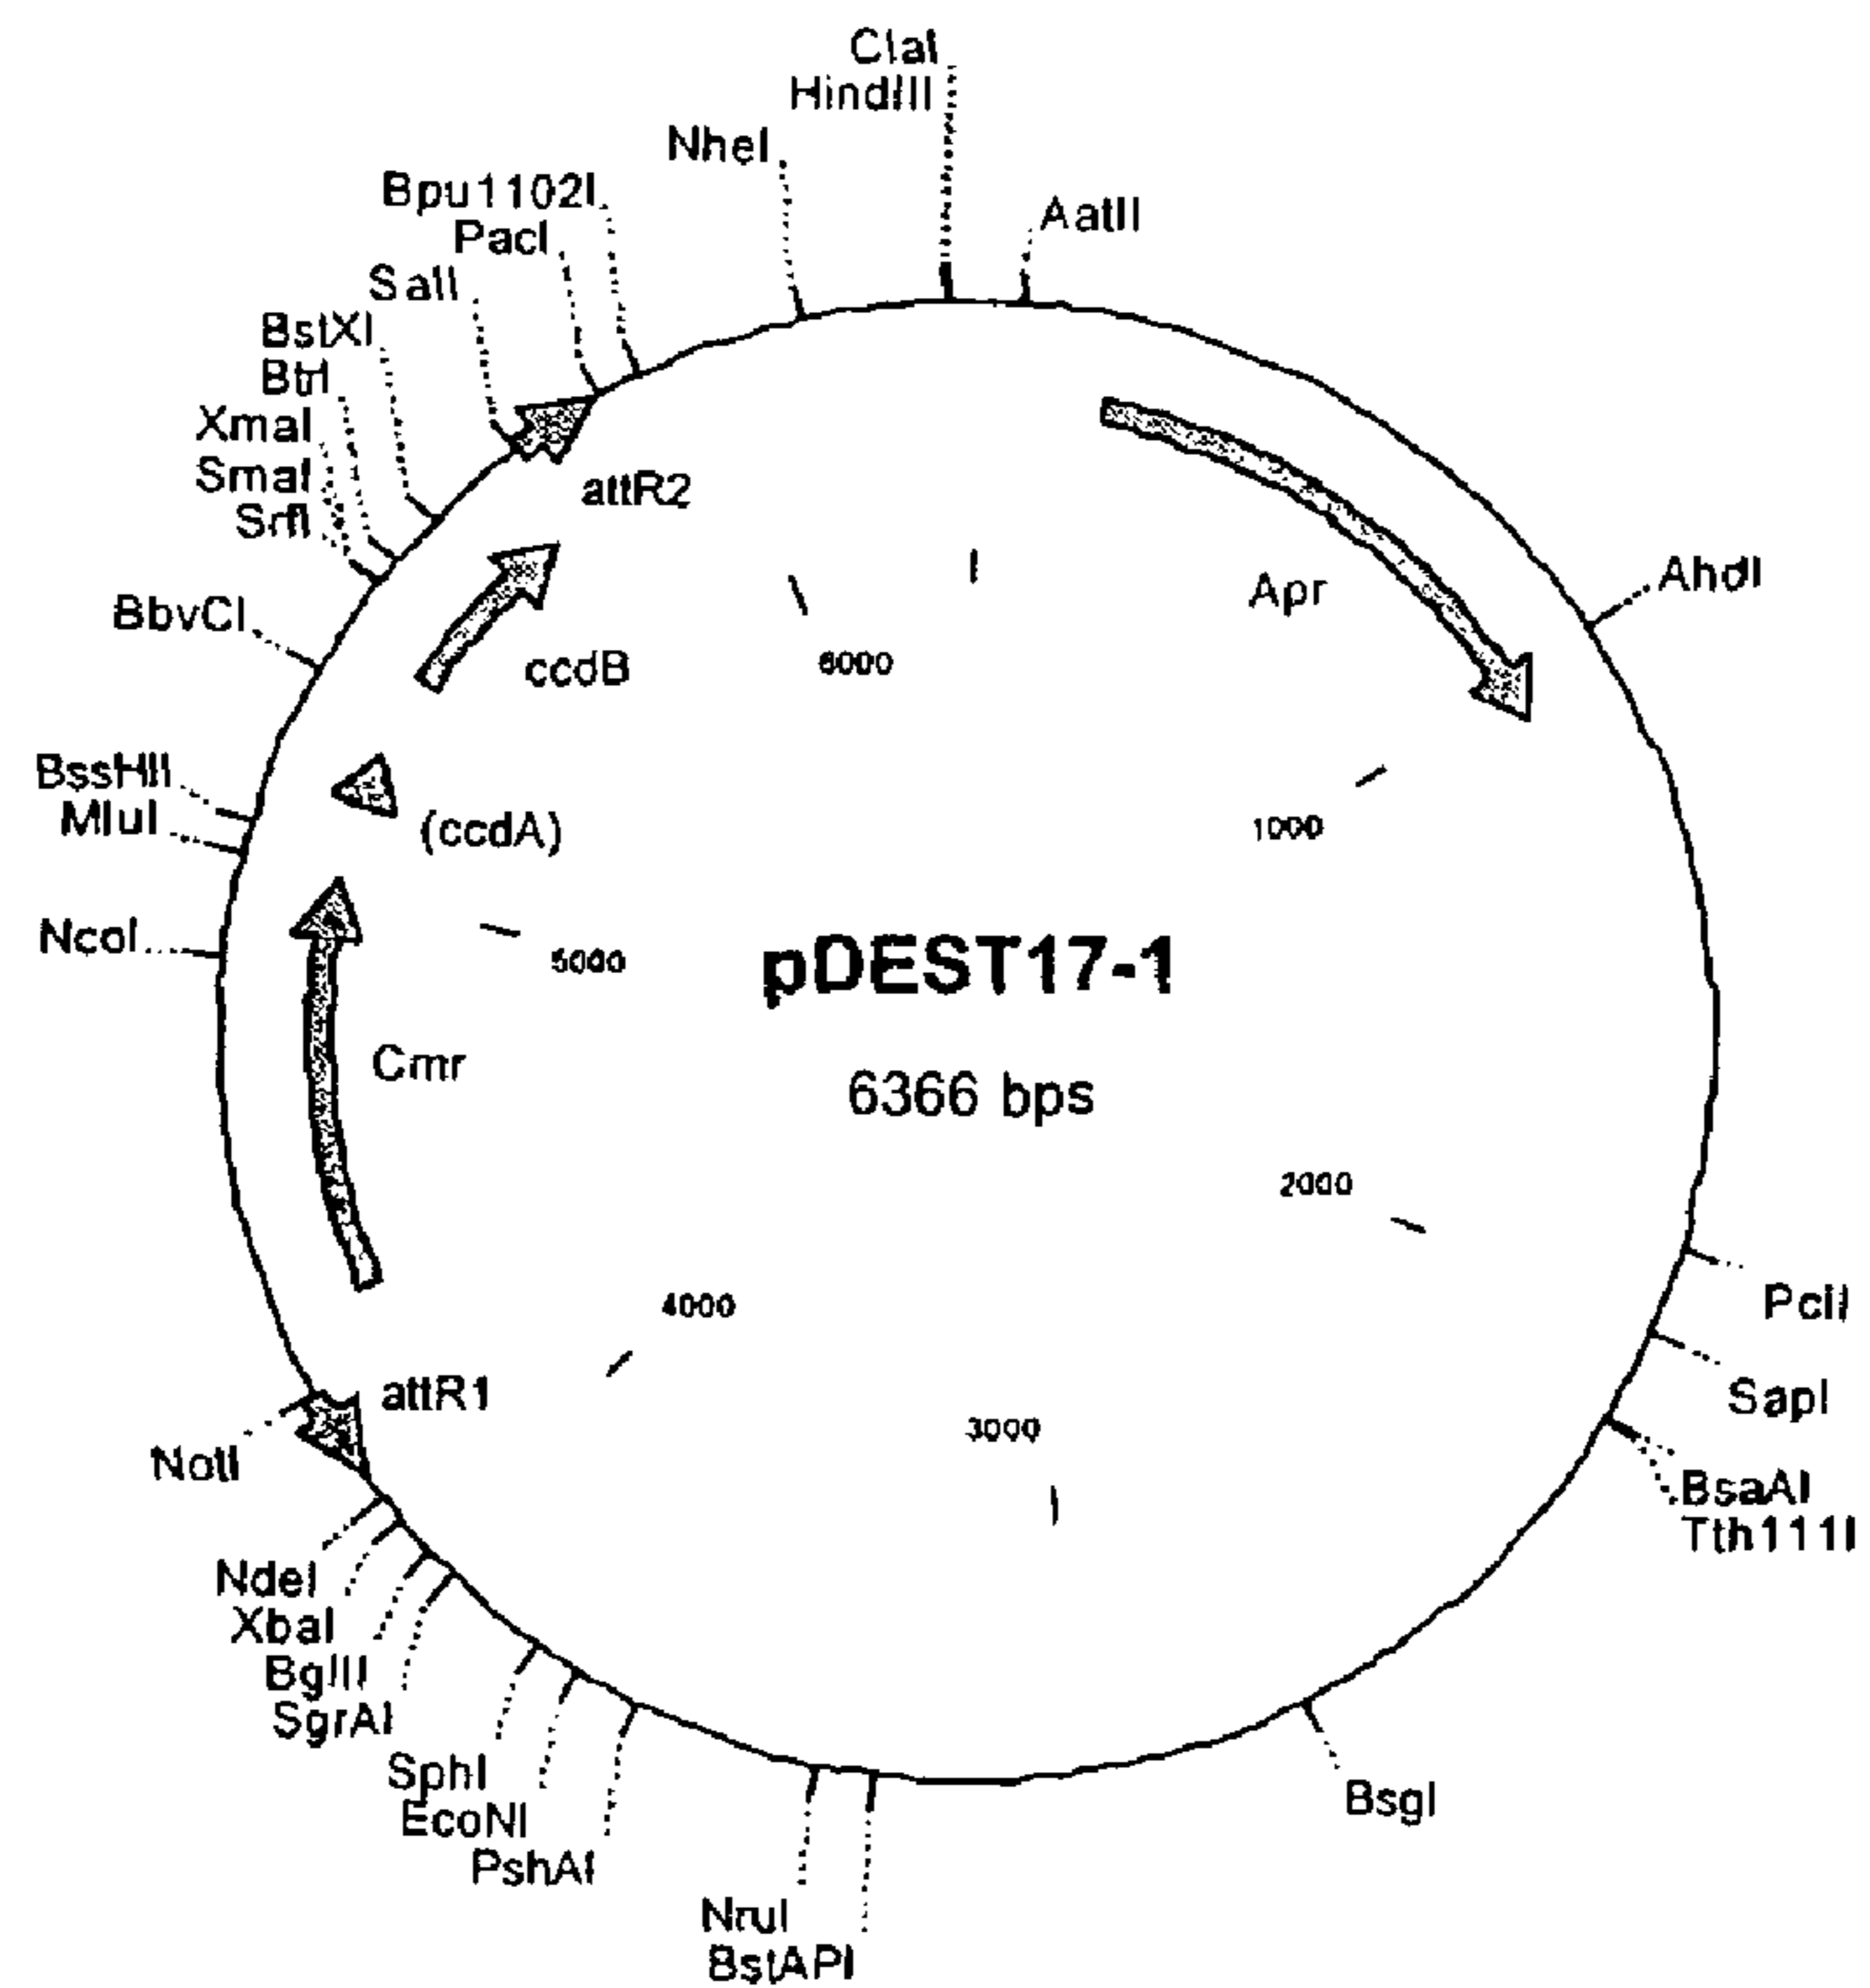 ClaI
HindIII
NheI
AatII
Bpu1102I
PacI
SalI
BstXI
BtrI
XmaI
SmaI
SrfI
attR2
AhdI
Apr
BbvCI
ccdB
6000
BssHII
MluI
(ccdA)
1000
NcoI
5000
pDEST17-1
Cmr
6366 bps
2000
PciI
4000
attR1
SapI
3000
NotI
BsaAI
Tth111I
NdeI
XbaI
BglII
SgrAI
SphI
EcoNI
PshAI
BsgI
NruI
BstAPI